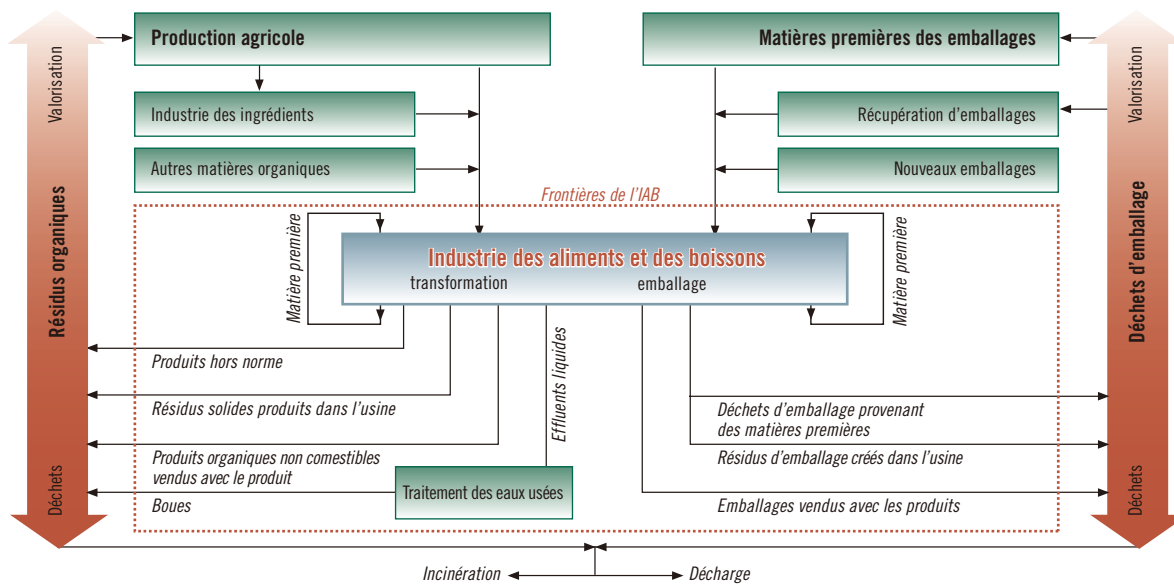 Production agricole
Matières premières des emballages
Valorisation
Valorisation
Industrie des ingrédients
Récupération d'emballages
Autres matières organiques
Nouveaux emballages
Frontières de l'IAB
Résidus organiques
Déchets d'emballage
Matière première
Industrie des aliments et des boissons
transformation
emballage
Matière première
Produits hors norme
Effluents liquides
Résidus solides produits dans l'usine
Déchets d'emballage provenant
des matières premières
Produits organiques non comestibles
vendus avec le produit
Résidus d'emballage créés dans l'usine
Déchets
Traitement des eaux usées
Boues
Emballages vendus avec les produits
Déchets
Incinération
Décharge